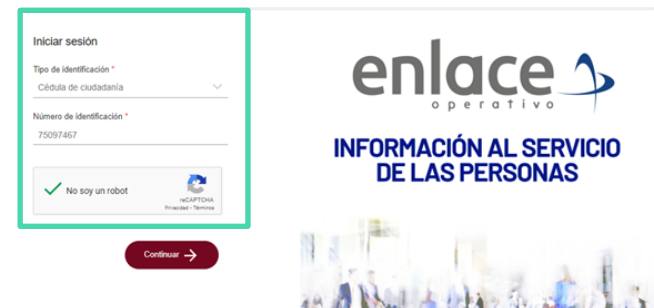 Iniciar sesión
Tipo de identificación *
Cédula de ciudadanía
Número de identificación *
75097467
No soy un robot
reCAPTCHA
Privacidad - Términos
Continuar
enlace
operativo
INFORMACIÓN AL SERVICIO
DE LAS PERSONAS